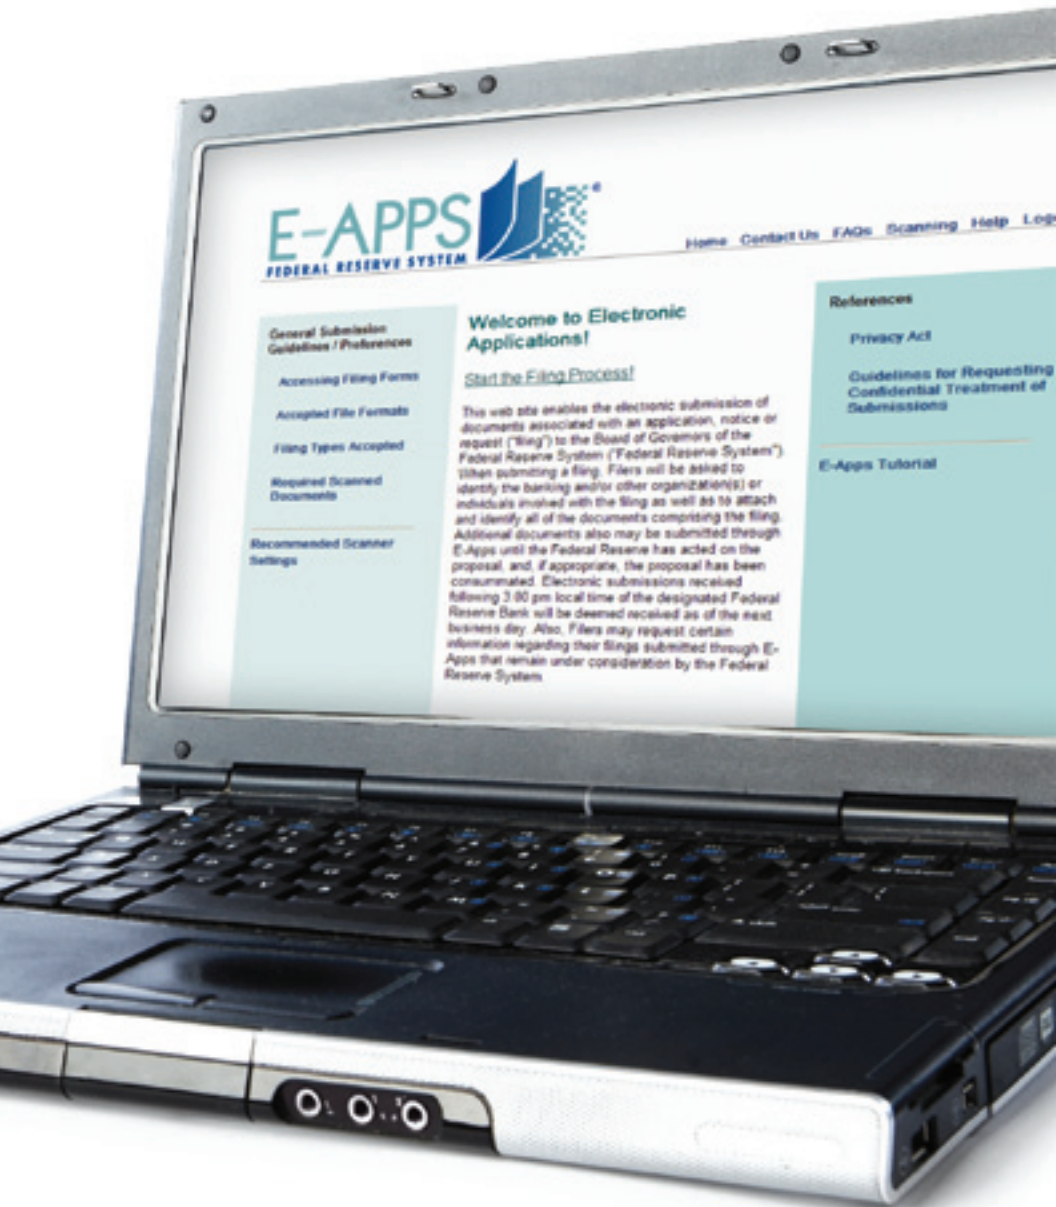 E-APPS
FEDERAL RESERVE SYSTEM
Home Contact Us FAQs Scanning Help
General Submission
Guidelines / Preferences
Accessing Filing Forms
Accepted File Formats
Filing Types Accepted
Required Scanned
Documents
Recommended Scanner
Settings
Welcome to Electronic
Applications!
Start the Filing Process!
This web site enables the electronic submission of
documents associated with an application, notice or
request ("filing") to the Board of Governors of the
Federal Reserve System ("Federal Reserve System").
When submitting a filing, Filers will be asked to
identify the banking and/or other organization(s) or
individuals involved with the filing as well as to attach
and identify all of the documents comprising the filing.
Additional documents also may be submitted through
E-Apps until the Federal Reserve has acted on the
proposal, and, if appropriate, the proposal has been
consummated. Electronic submissions received
following 3:00 pm local time of the designated Federal
Reserve Bank will be deemed received as of the next
business day. Also, Filers may request certain
information regarding their filings submitted through E-
Apps that remain under consideration by the Federal
Reserve System.
References
Privacy Act
Guidelines for Requesting
Confidential Treatment of
Submissions
E-Apps Tutorial